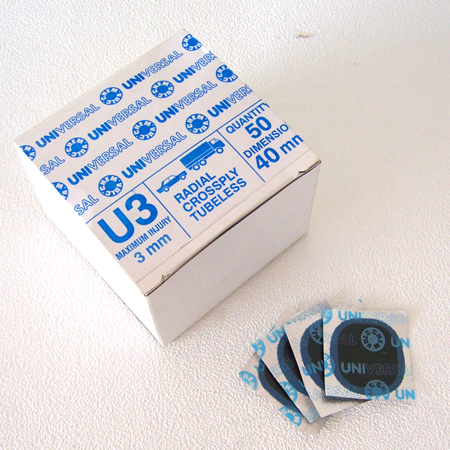 UNIVERSAL
UNIVERSAL
UNIVERSAL
UNIVERSAL
U3
MAXIMUM INJURY
3 mm
RADIAL
CROSSPLY
TUBELESS
QUANTITY
50
DIMENSION
40 mm
UNIVERSAL